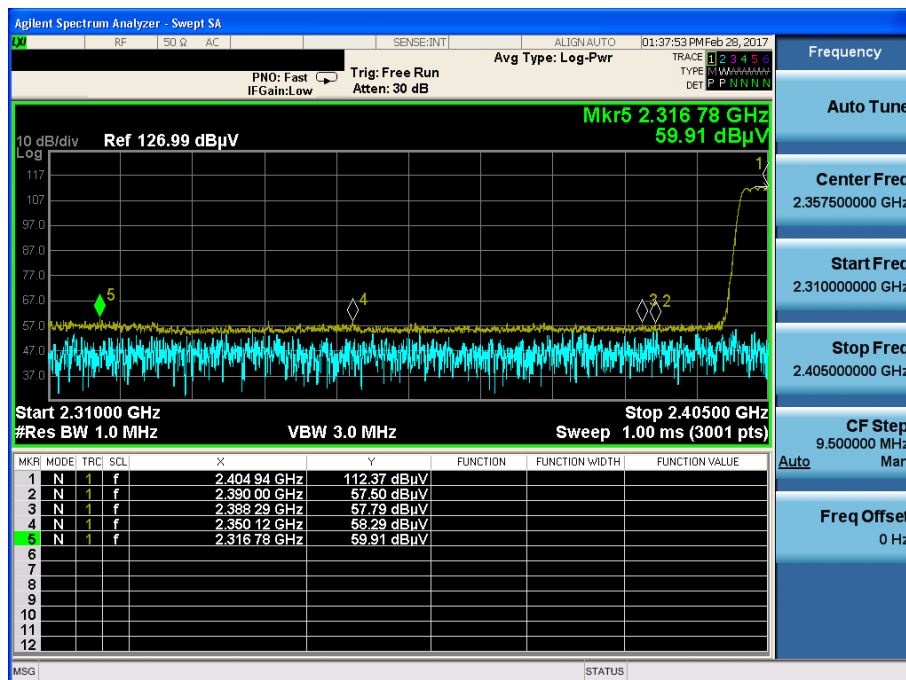 Agilent Spectrum Analyzer - Swept SA
LXI RF 50 Ω AC SENSE:INT ALIGN AUTO 01:37:53 PM Feb 28, 2017
PNO: Fast Trig: Free Run Avg Type: Log-Pwr TRACE 1 2 3 4 5 6
IFGain:Low Atten: 30 dB TYPE M
DET P P N N N N
Mkr5 2.316 78 GHz
59.91 dBµV
10 dB/div Ref 126.99 dBµV
Log
117
107
97.0
87.0
77.0
67.0
57.0
47.0
37.0
1
5
4
3
2
Start 2.31000 GHz Stop 2.40500 GHz
#Res BW 1.0 MHz VBW 3.0 MHz Sweep 1.00 ms (3001 pts)
MKR MODE TRC SCL X Y FUNCTION FUNCTION WIDTH FUNCTION VALUE
1 N 1 f 2.404 94 GHz 112.37 dBµV
2 N 1 f 2.390 00 GHz 57.50 dBµV
3 N 1 f 2.388 29 GHz 57.79 dBµV
4 N 1 f 2.350 12 GHz 58.29 dBµV
5 N 1 f 2.316 78 GHz 59.91 dBµV
6
7
8
9
10
11
12
MSG STATUS
Frequency
Auto Tune
Center Freq
2.357500000 GHz
Start Freq
2.310000000 GHz
Stop Freq
2.405000000 GHz
CF Step
9.500000 MHz
Auto Man
Freq Offset
0 Hz